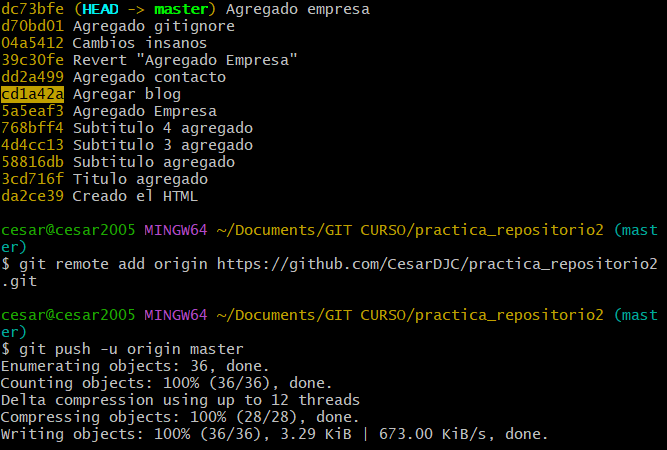 dc73bfe (HEAD -> master) Agregado empresa
d70bd01 Agregado gitignore
04a5412 Cambios insanos
39c30fe Revert "Agregado Empresa"
dd2a499 Agregado contacto
cd1a42a Agregar blog
5a5eaf3 Agregado Empresa
768bff4 Subtitulo 4 agregado
4d4cc13 Subtitulo 3 agregado
58816db Subtitulo agregado
3cd716f Titulo agregado
da2ce39 Creado el HTML
cesar@cesar2005 MINGW64 ~/Documents/GIT CURSO/practica_repositorio2 (mast
er)
$ git remote add origin https://github.com/CesarDJC/practica_repositorio2
.git
cesar@cesar2005 MINGW64 ~/Documents/GIT CURSO/practica_repositorio2 (mast
er)
$ git push -u origin master
Enumerating objects: 36, done.
Counting objects: 100% (36/36), done.
Delta compression using up to 12 threads
Compressing objects: 100% (28/28), done.
Writing objects: 100% (36/36), 3.29 KiB | 673.00 KiB/s, done.